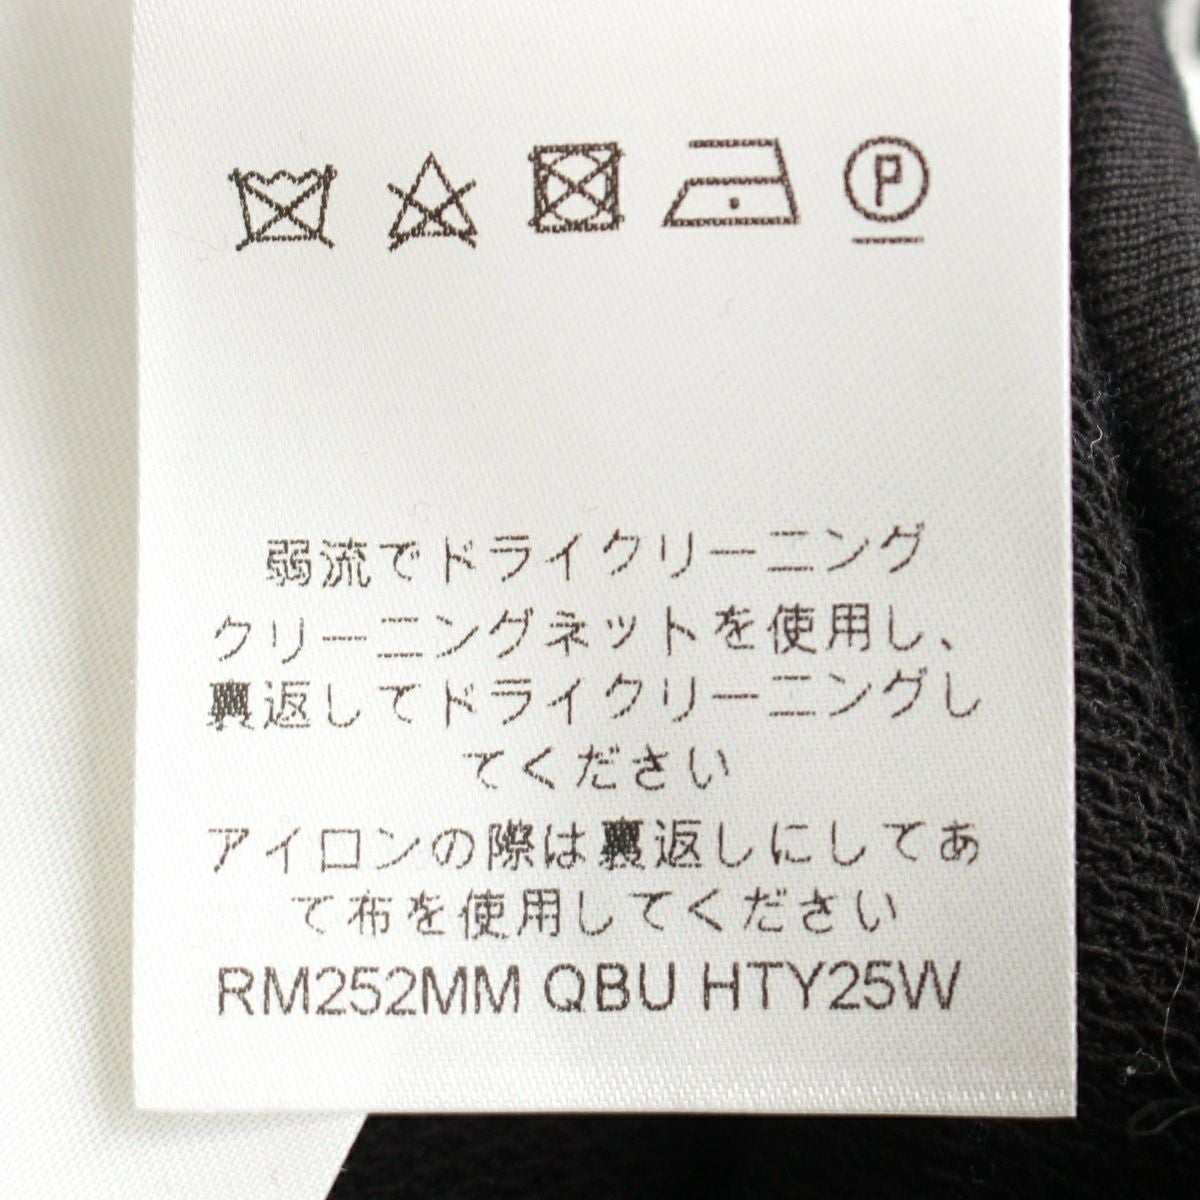 P
弱流でドライクリーニング
クリーニングネットを使用し、
裏返してドライクリーニングし
てください
アイロンの際は裏返しにしてあ
て布を使用してください
RM252MM QBU HTY25W